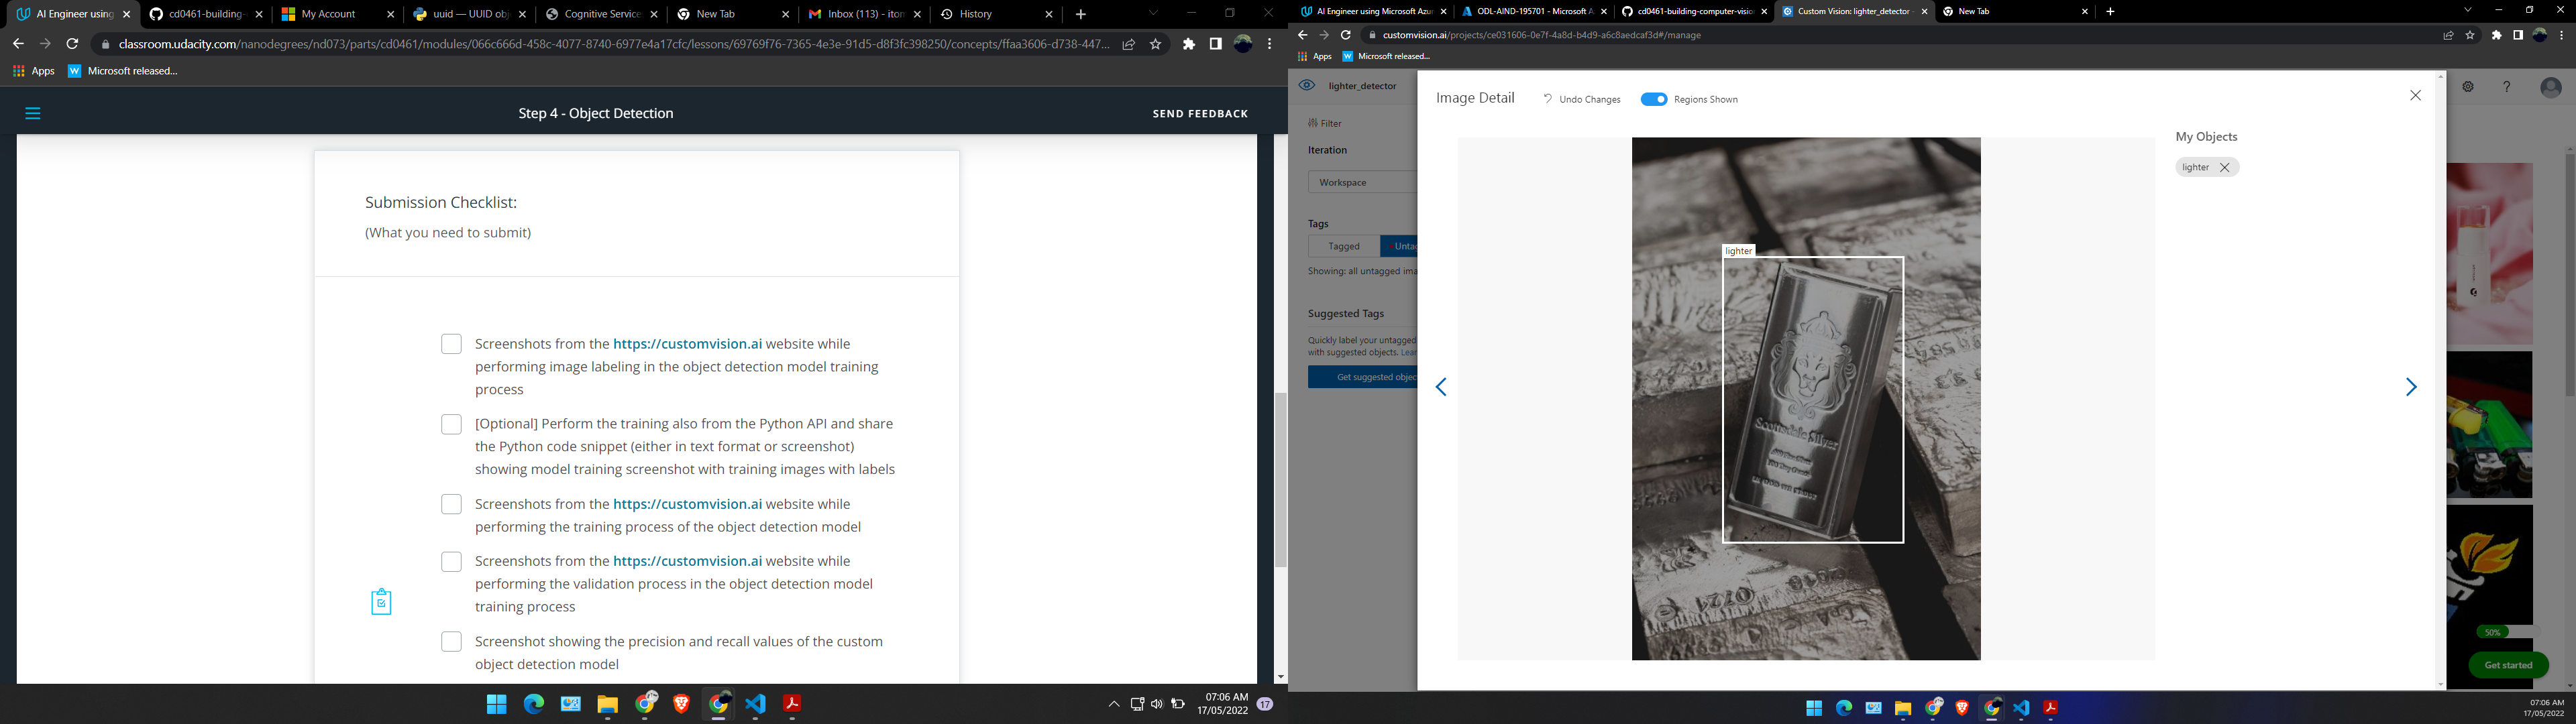 AI Engineer using
cd0461-building-
My Account
uuid — UUID obj
Cognitive Service
New Tab
Inbox (113) - iton
History
classroom.udacity.com/nanodegrees/nd073/parts/cd0461/modules/066c666d-458c-4077-8740-6977e4a17cfc/lessons/69769f76-7365-4e3e-91d5-d8f3fc398250/concepts/ffaa3606-d738-447...
Apps
Microsoft released...
Step 4 - Object Detection
SEND FEEDBACK
Submission Checklist:
(What you need to submit)
Screenshots from the https://customvision.ai website while
performing image labeling in the object detection model training
process
[Optional] Perform the training also from the Python API and share
the Python code snippet (either in text format or screenshot)
showing model training screenshot with training images with labels
Screenshots from the https://customvision.ai website while
performing the training process of the object detection model
Screenshots from the https://customvision.ai website while
performing the validation process in the object detection model
training process
Screenshot showing the precision and recall values of the custom
object detection model
07:06 AM
17/05/2022
17
AI Engineer using Microsoft Azur
ODL-AIND-195701 - Microsoft A
cd0461-building-computer-visio
Custom Vision: lighter_detector -
New Tab
customvision.ai/projects/ce031606-0e7f-4a8d-b4d9-a6c8aedcaf3d#/manage
Apps
Microsoft released...
lighter_detector
Filter
Iteration
Workspace
Tags
Tagged
Untag
Showing: all untagged ima
Suggested Tags
Quickly label your untagged
with suggested objects. Lear
Get suggested object
Image Detail
Undo Changes
Regions Shown
My Objects
lighter
lighter
Scottsdale Silver
50%
Get started
07:06 AM
17/05/2022